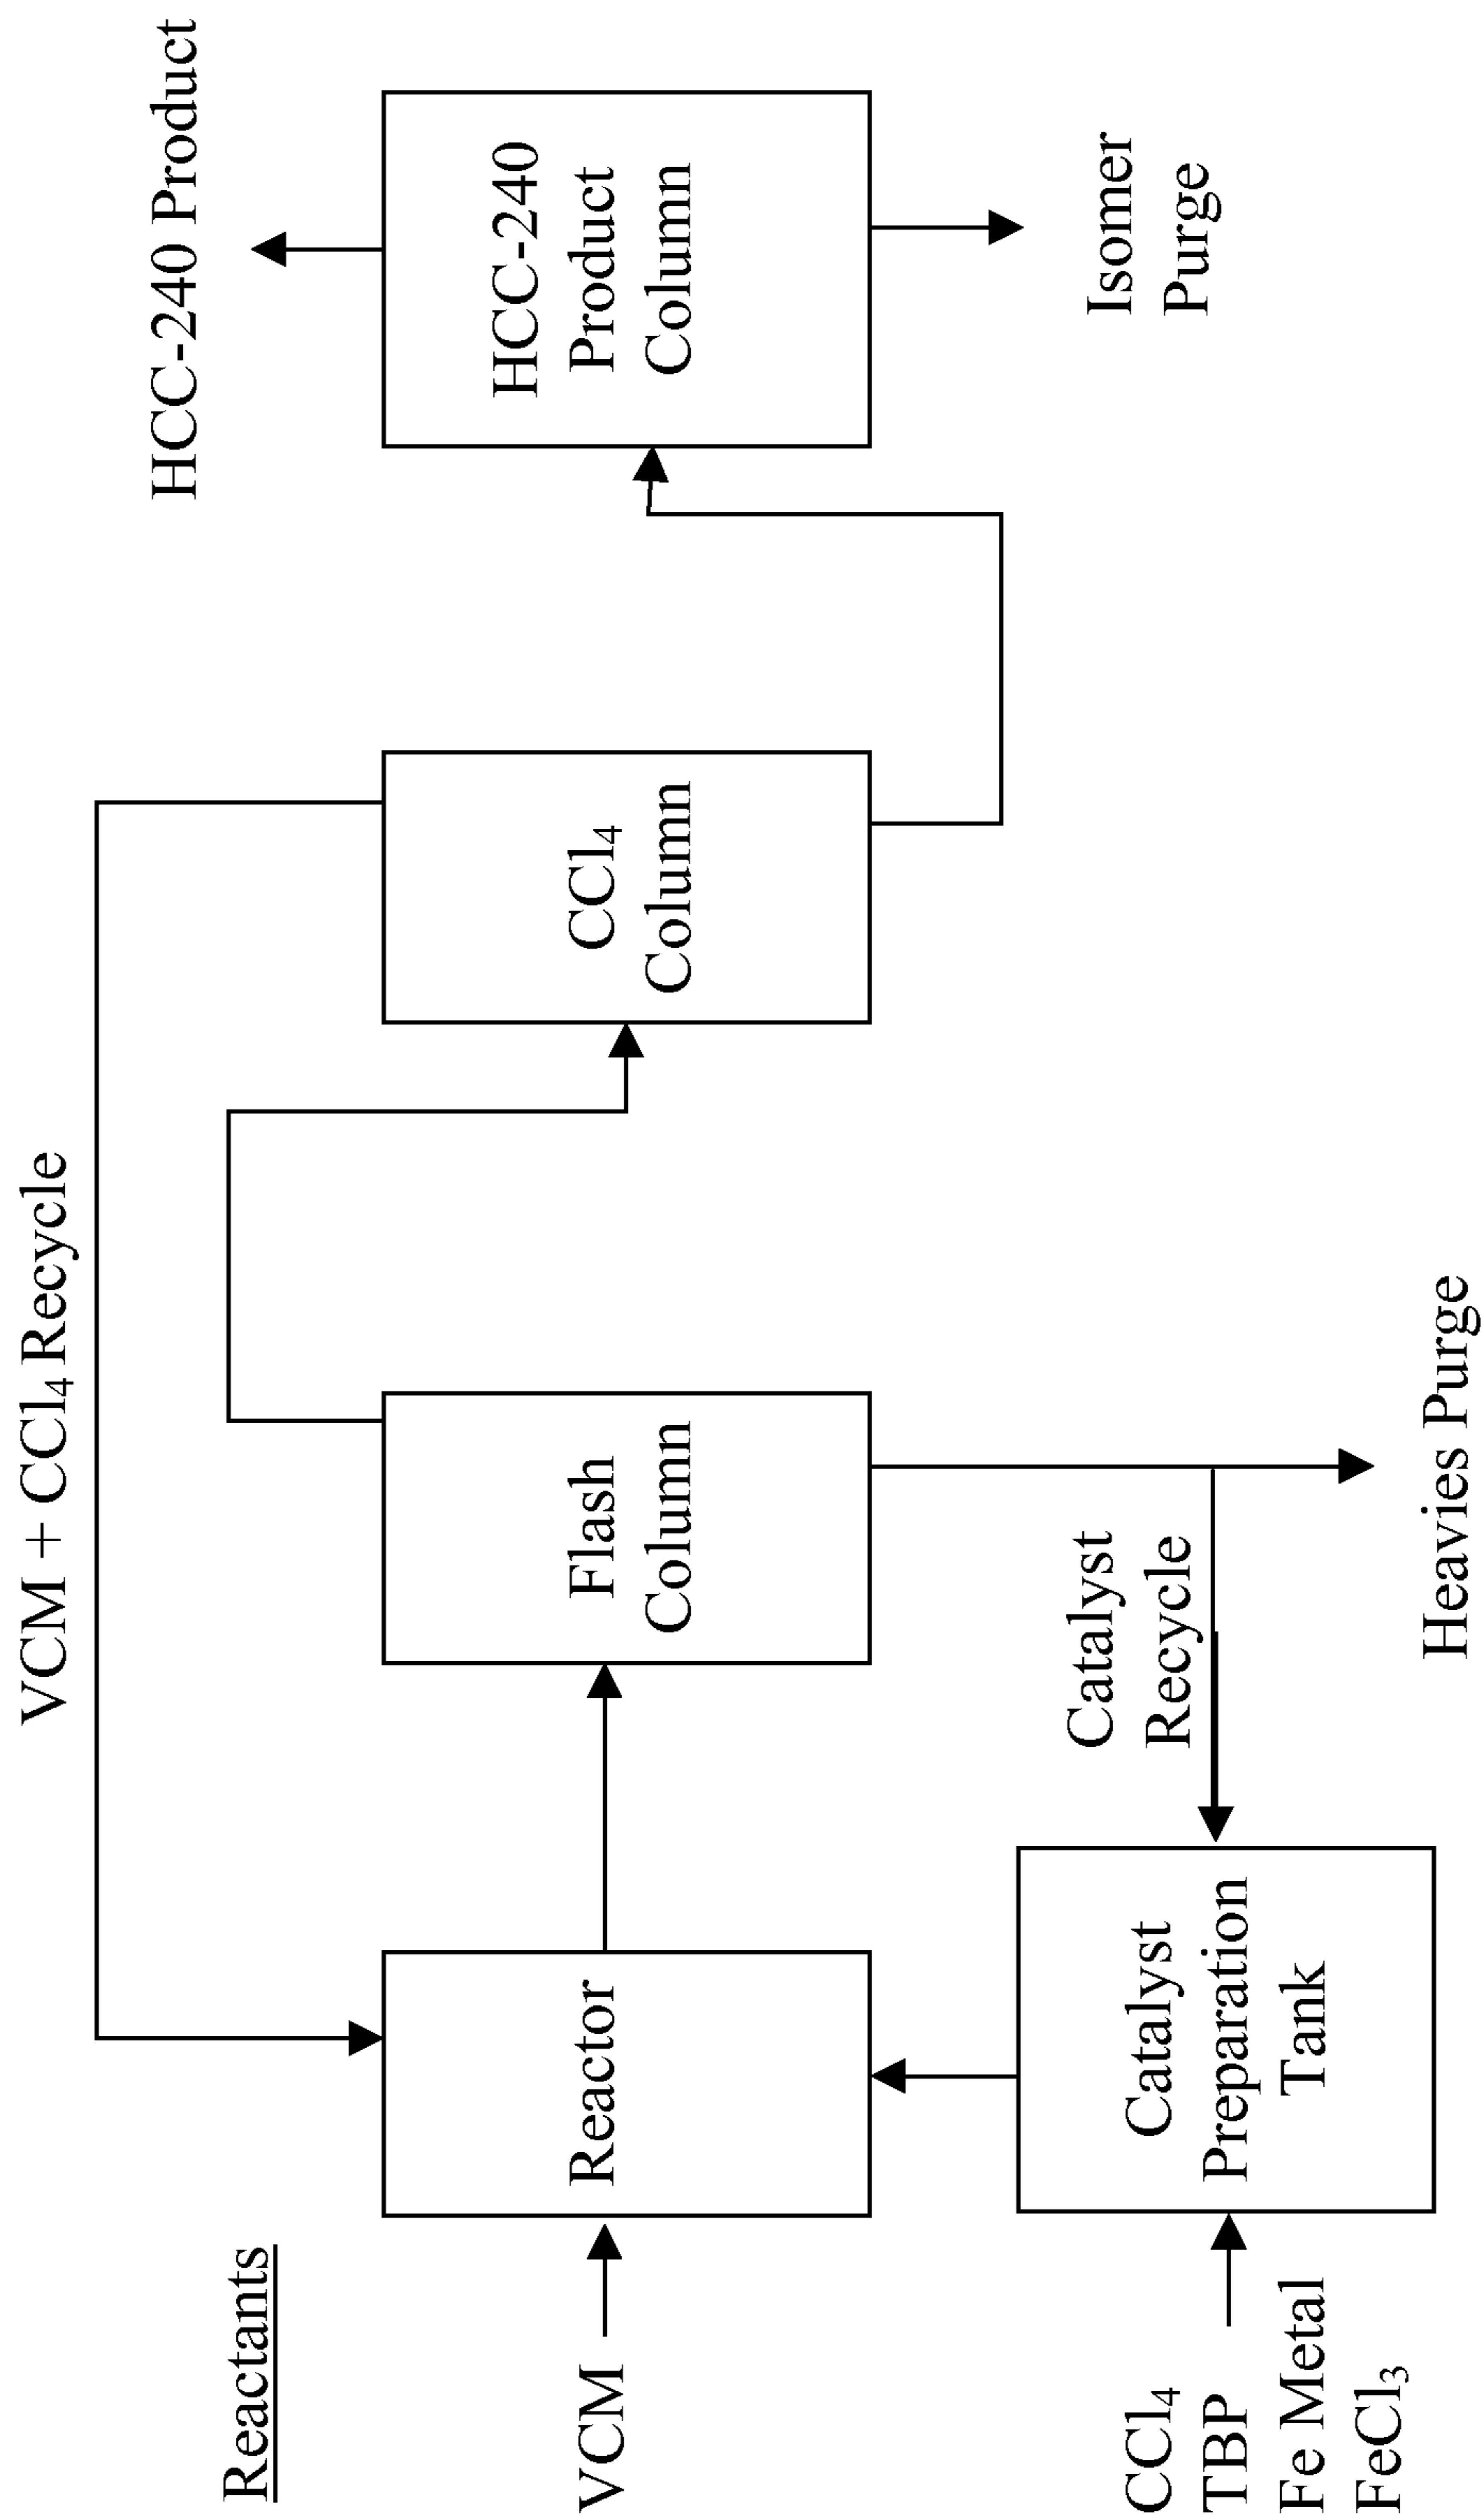 VCM + CCl₄ Recycle
HCC-240 Product
Reactants
VCM
Reactor
Flash
Column
CCl₄
Column
HCC-240
Product
Column
Catalyst
Recycle
Isomer
Purge
CCl₄
TBP
Fe Metal
FeCl₃
Catalyst
Preparation
Tank
Heavies Purge